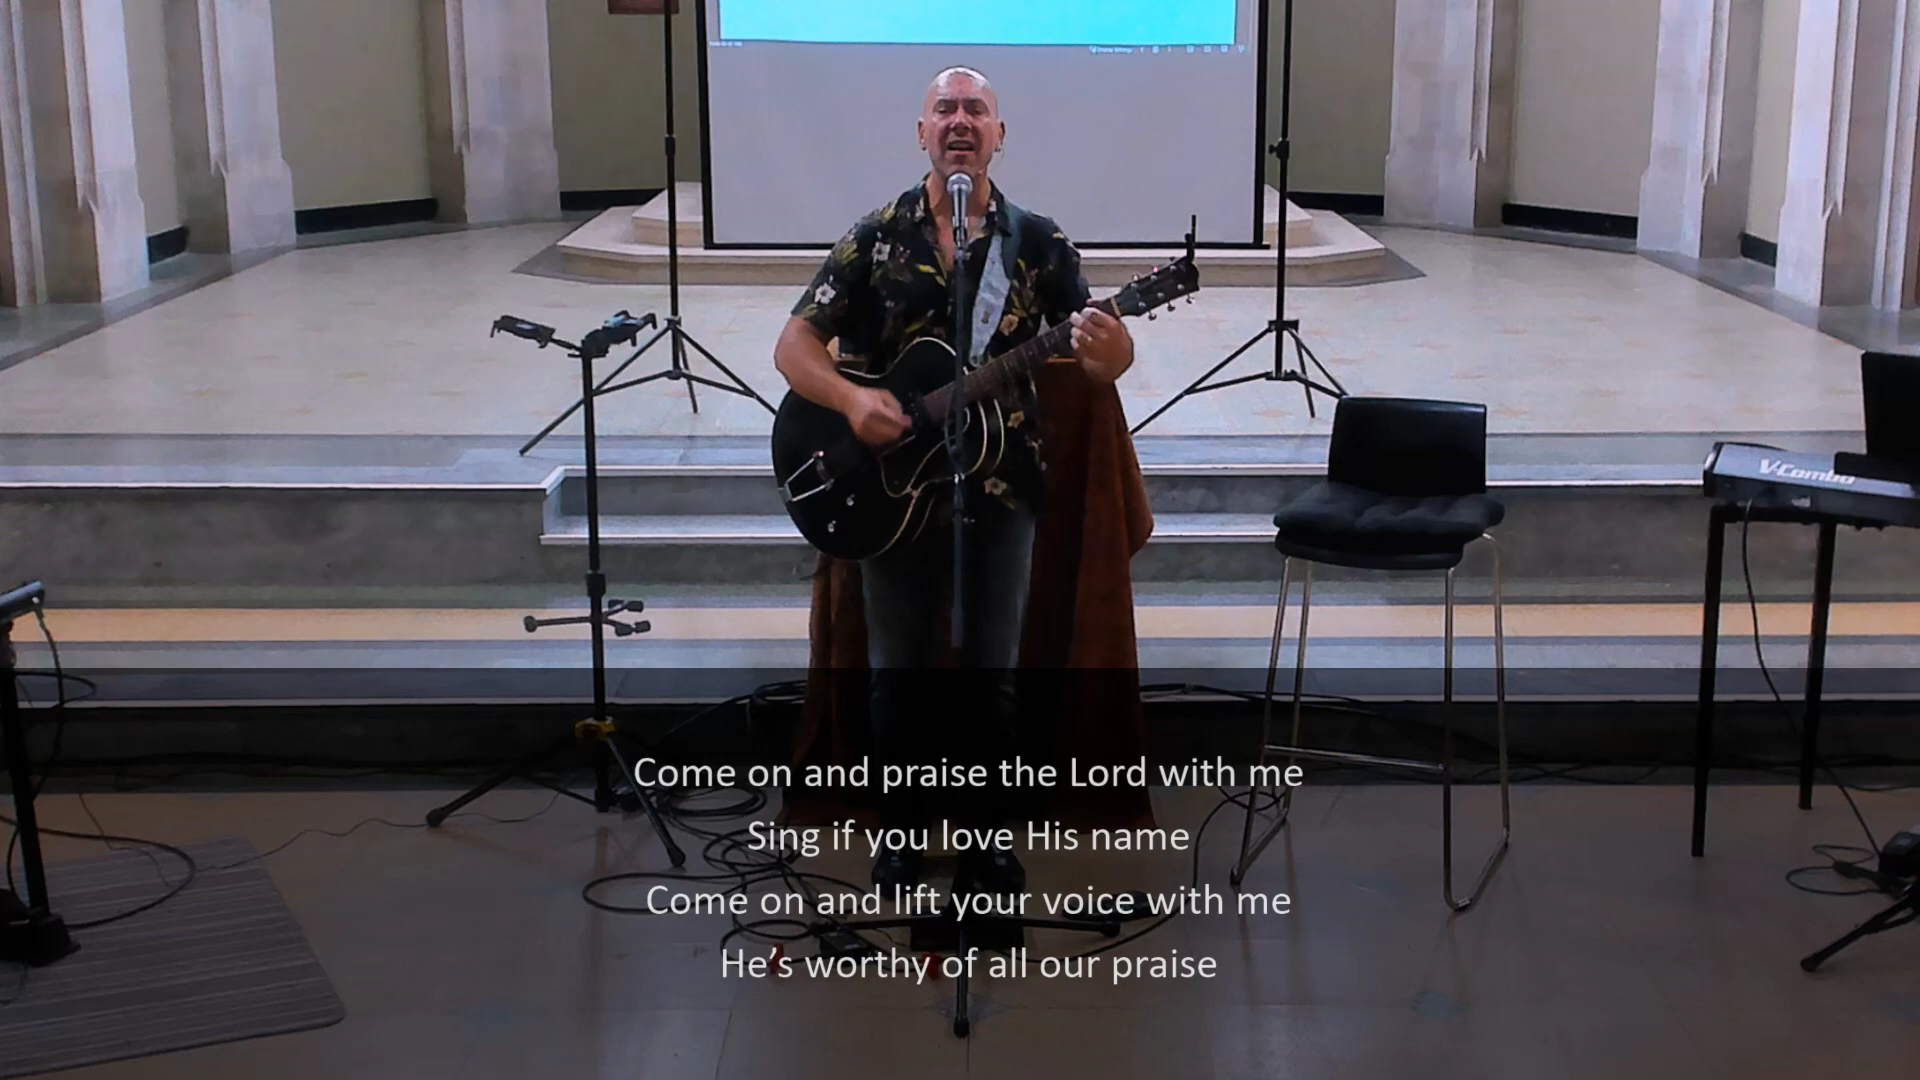 V-Combo
Come on and praise the Lord with me
Sing if you love His name
Come on and lift your voice with me
He’s worthy of all our praise